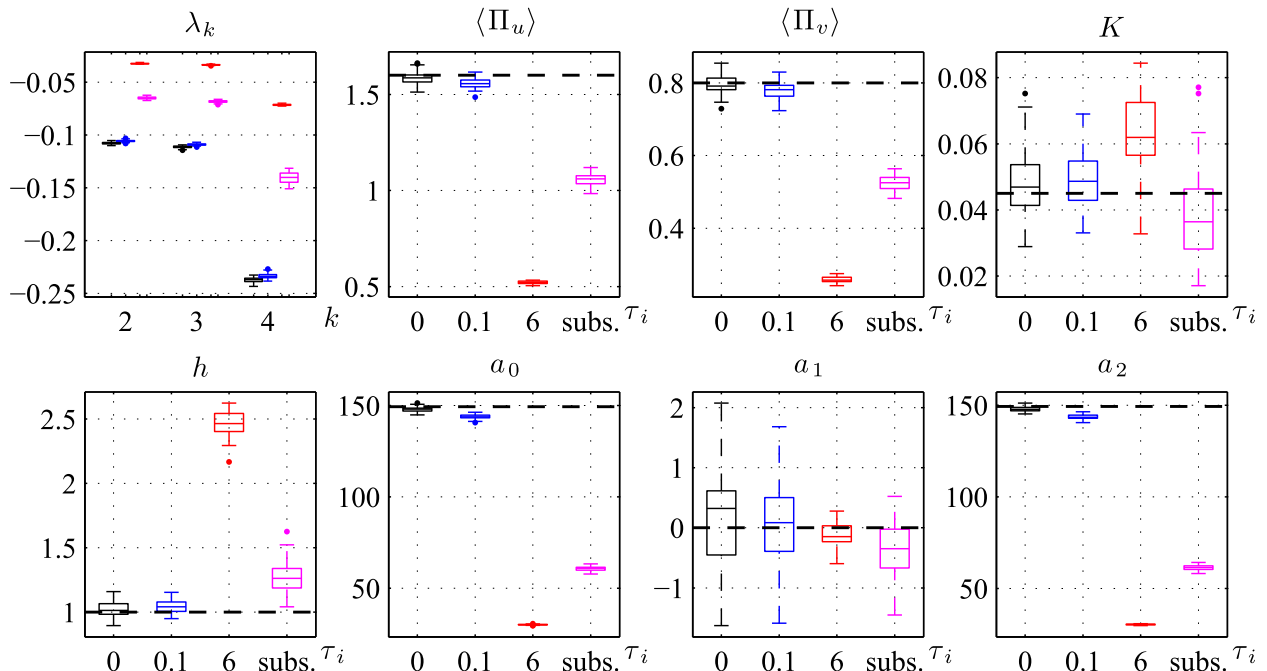 λ_k
−0.05
−0.1
−0.15
−0.2
−0.25
2 3 4 k
⟨Π_u⟩
1.5
1
0.5
0 0.1 6 subs. τ_i
⟨Π_v⟩
0.8
0.6
0.4
0 0.1 6 subs. τ_i
K
0.08
0.06
0.04
0.02
0 0.1 6 subs. τ_i
h
2.5
2
1.5
1
0 0.1 6 subs. τ_i
a_0
150
100
50
0 0.1 6 subs. τ_i
a_1
2
1
0
−1
0 0.1 6 subs. τ_i
a_2
150
100
50
0 0.1 6 subs. τ_i